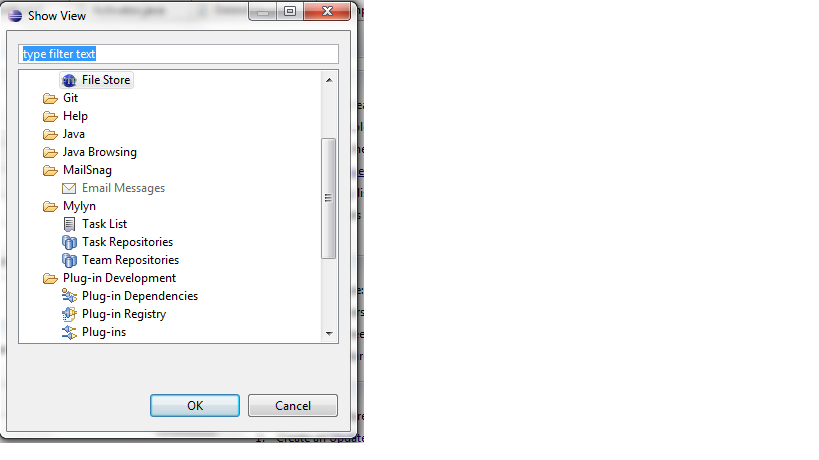 Show View
type filter text
File Store
Git
Help
Java
Java Browsing
MailSnag
Email Messages
Mylyn
Task List
Task Repositories
Team Repositories
Plug-in Development
Plug-in Dependencies
Plug-in Registry
Plug-ins
OK Cancel